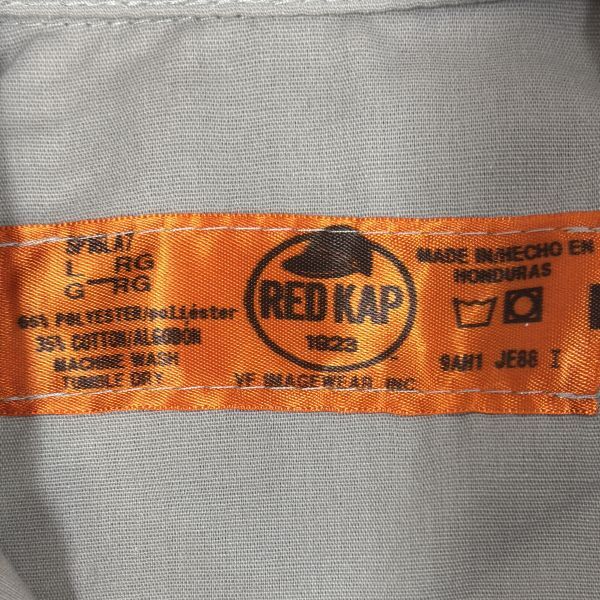 L RG
G RG
65% POLYESTER/poliéster
35% COTTON/ALGODÓN
MACHINE WASH
TUMBLE DRY
RED KAP
1923
VF IMAGEWEAR, INC
MADE IN/HECHO EN
HONDURAS
9AH1 JE86 I